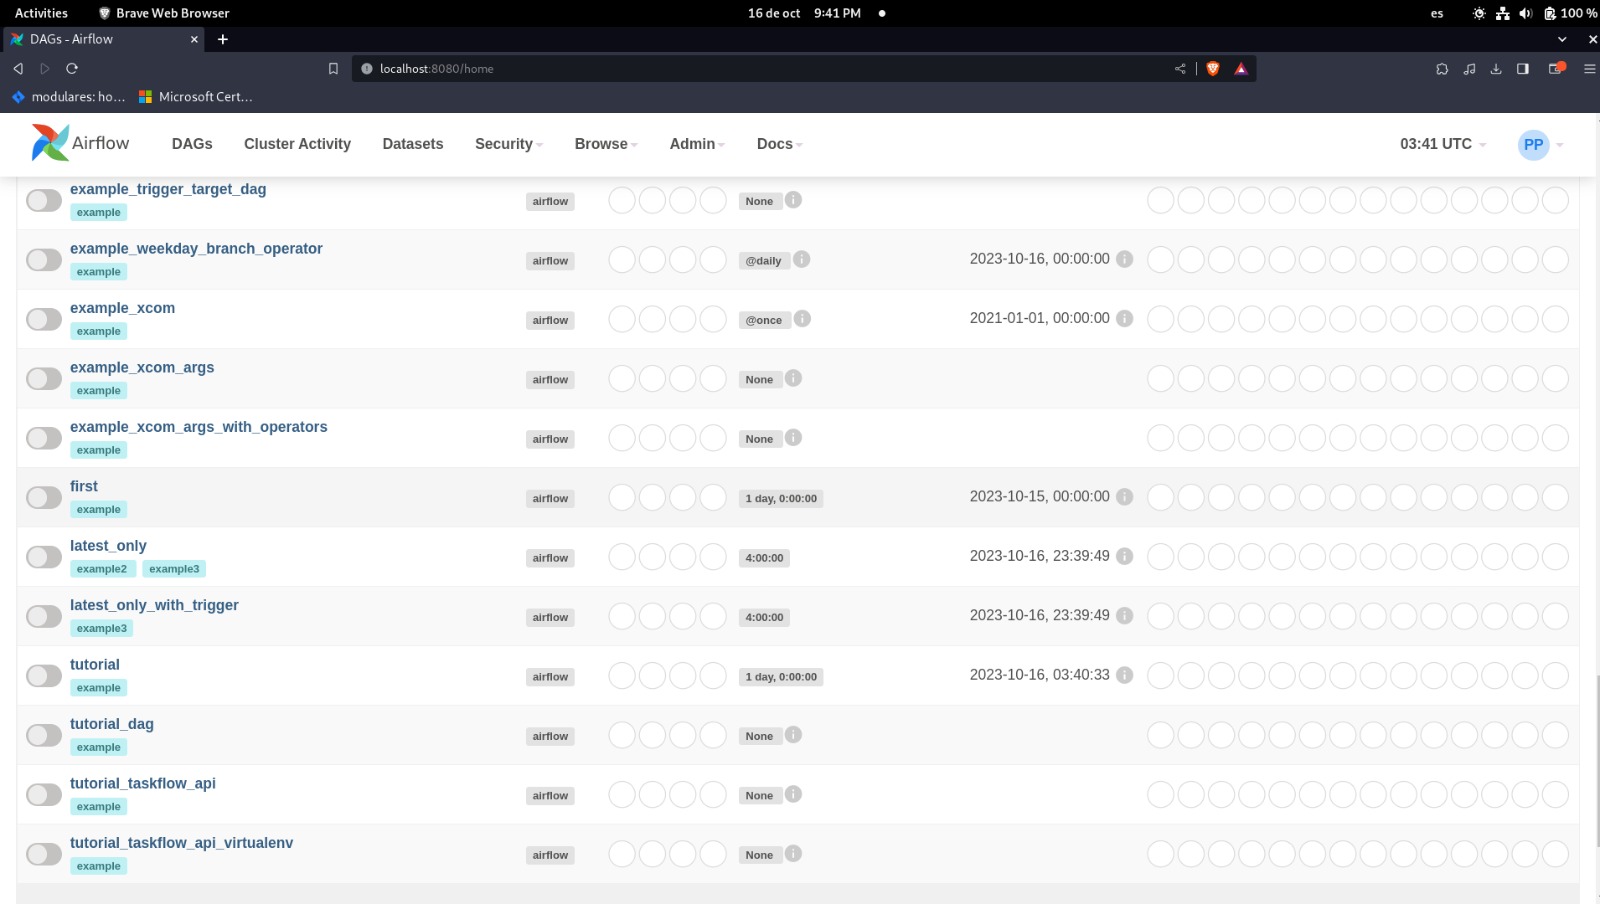 Activities Brave Web Browser 16 de oct 9:41 PM es 100 %
DAGs - Airflow
localhost:8080/home
modulares: ho... Microsoft Cert...
Airflow DAGs Cluster Activity Datasets Security Browse Admin Docs 03:41 UTC PP
example_trigger_target_dag
example airflow None
example_weekday_branch_operator
example airflow @daily 2023-10-16, 00:00:00
example_xcom
example airflow @once 2021-01-01, 00:00:00
example_xcom_args
example airflow None
example_xcom_args_with_operators
example airflow None
first
example airflow 1 day, 0:00:00 2023-10-15, 00:00:00
latest_only
example2 example3 airflow 4:00:00 2023-10-16, 23:39:49
latest_only_with_trigger
example3 airflow 4:00:00 2023-10-16, 23:39:49
tutorial
example airflow 1 day, 0:00:00 2023-10-16, 03:40:33
tutorial_dag
example airflow None
tutorial_taskflow_api
example airflow None
tutorial_taskflow_api_virtualenv
example airflow None